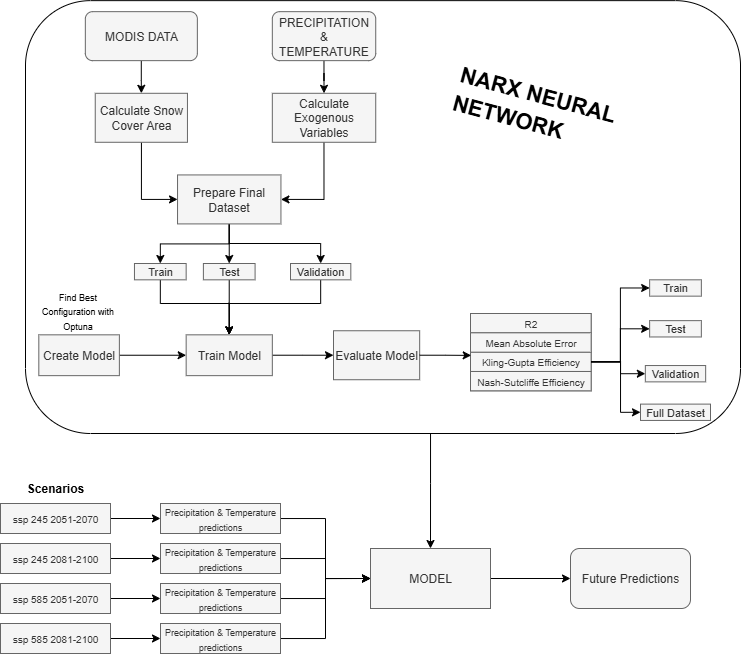 MODIS DATA
PRECIPITATION
&
TEMPERATURE
NARX NEURAL
NETWORK
Calculate Snow
Cover Area
Calculate
Exogenous
Variables
Prepare Final
Dataset
Train
Test
Validation
Find Best
Configuration with
Optuna
Create Model
Train Model
Evaluate Model
R2
Mean Absolute Error
Kling-Gupta Efficiency
Nash-Sutcliffe Efficiency
Train
Test
Validation
Full Dataset
Scenarios
ssp 245 2051-2070
Precipitation & Temperature
predictions
ssp 245 2081-2100
Precipitation & Temperature
predictions
ssp 585 2051-2070
Precipitation & Temperature
predictions
ssp 585 2081-2100
Precipitation & Temperature
predictions
MODEL
Future Predictions